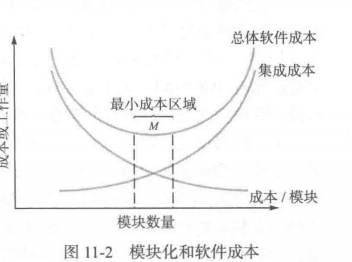 总体软件成本
集成成本
最小成本区域
M
成本或工作量
成本 / 模块
模块数量
图 11-2 模块化和软件成本